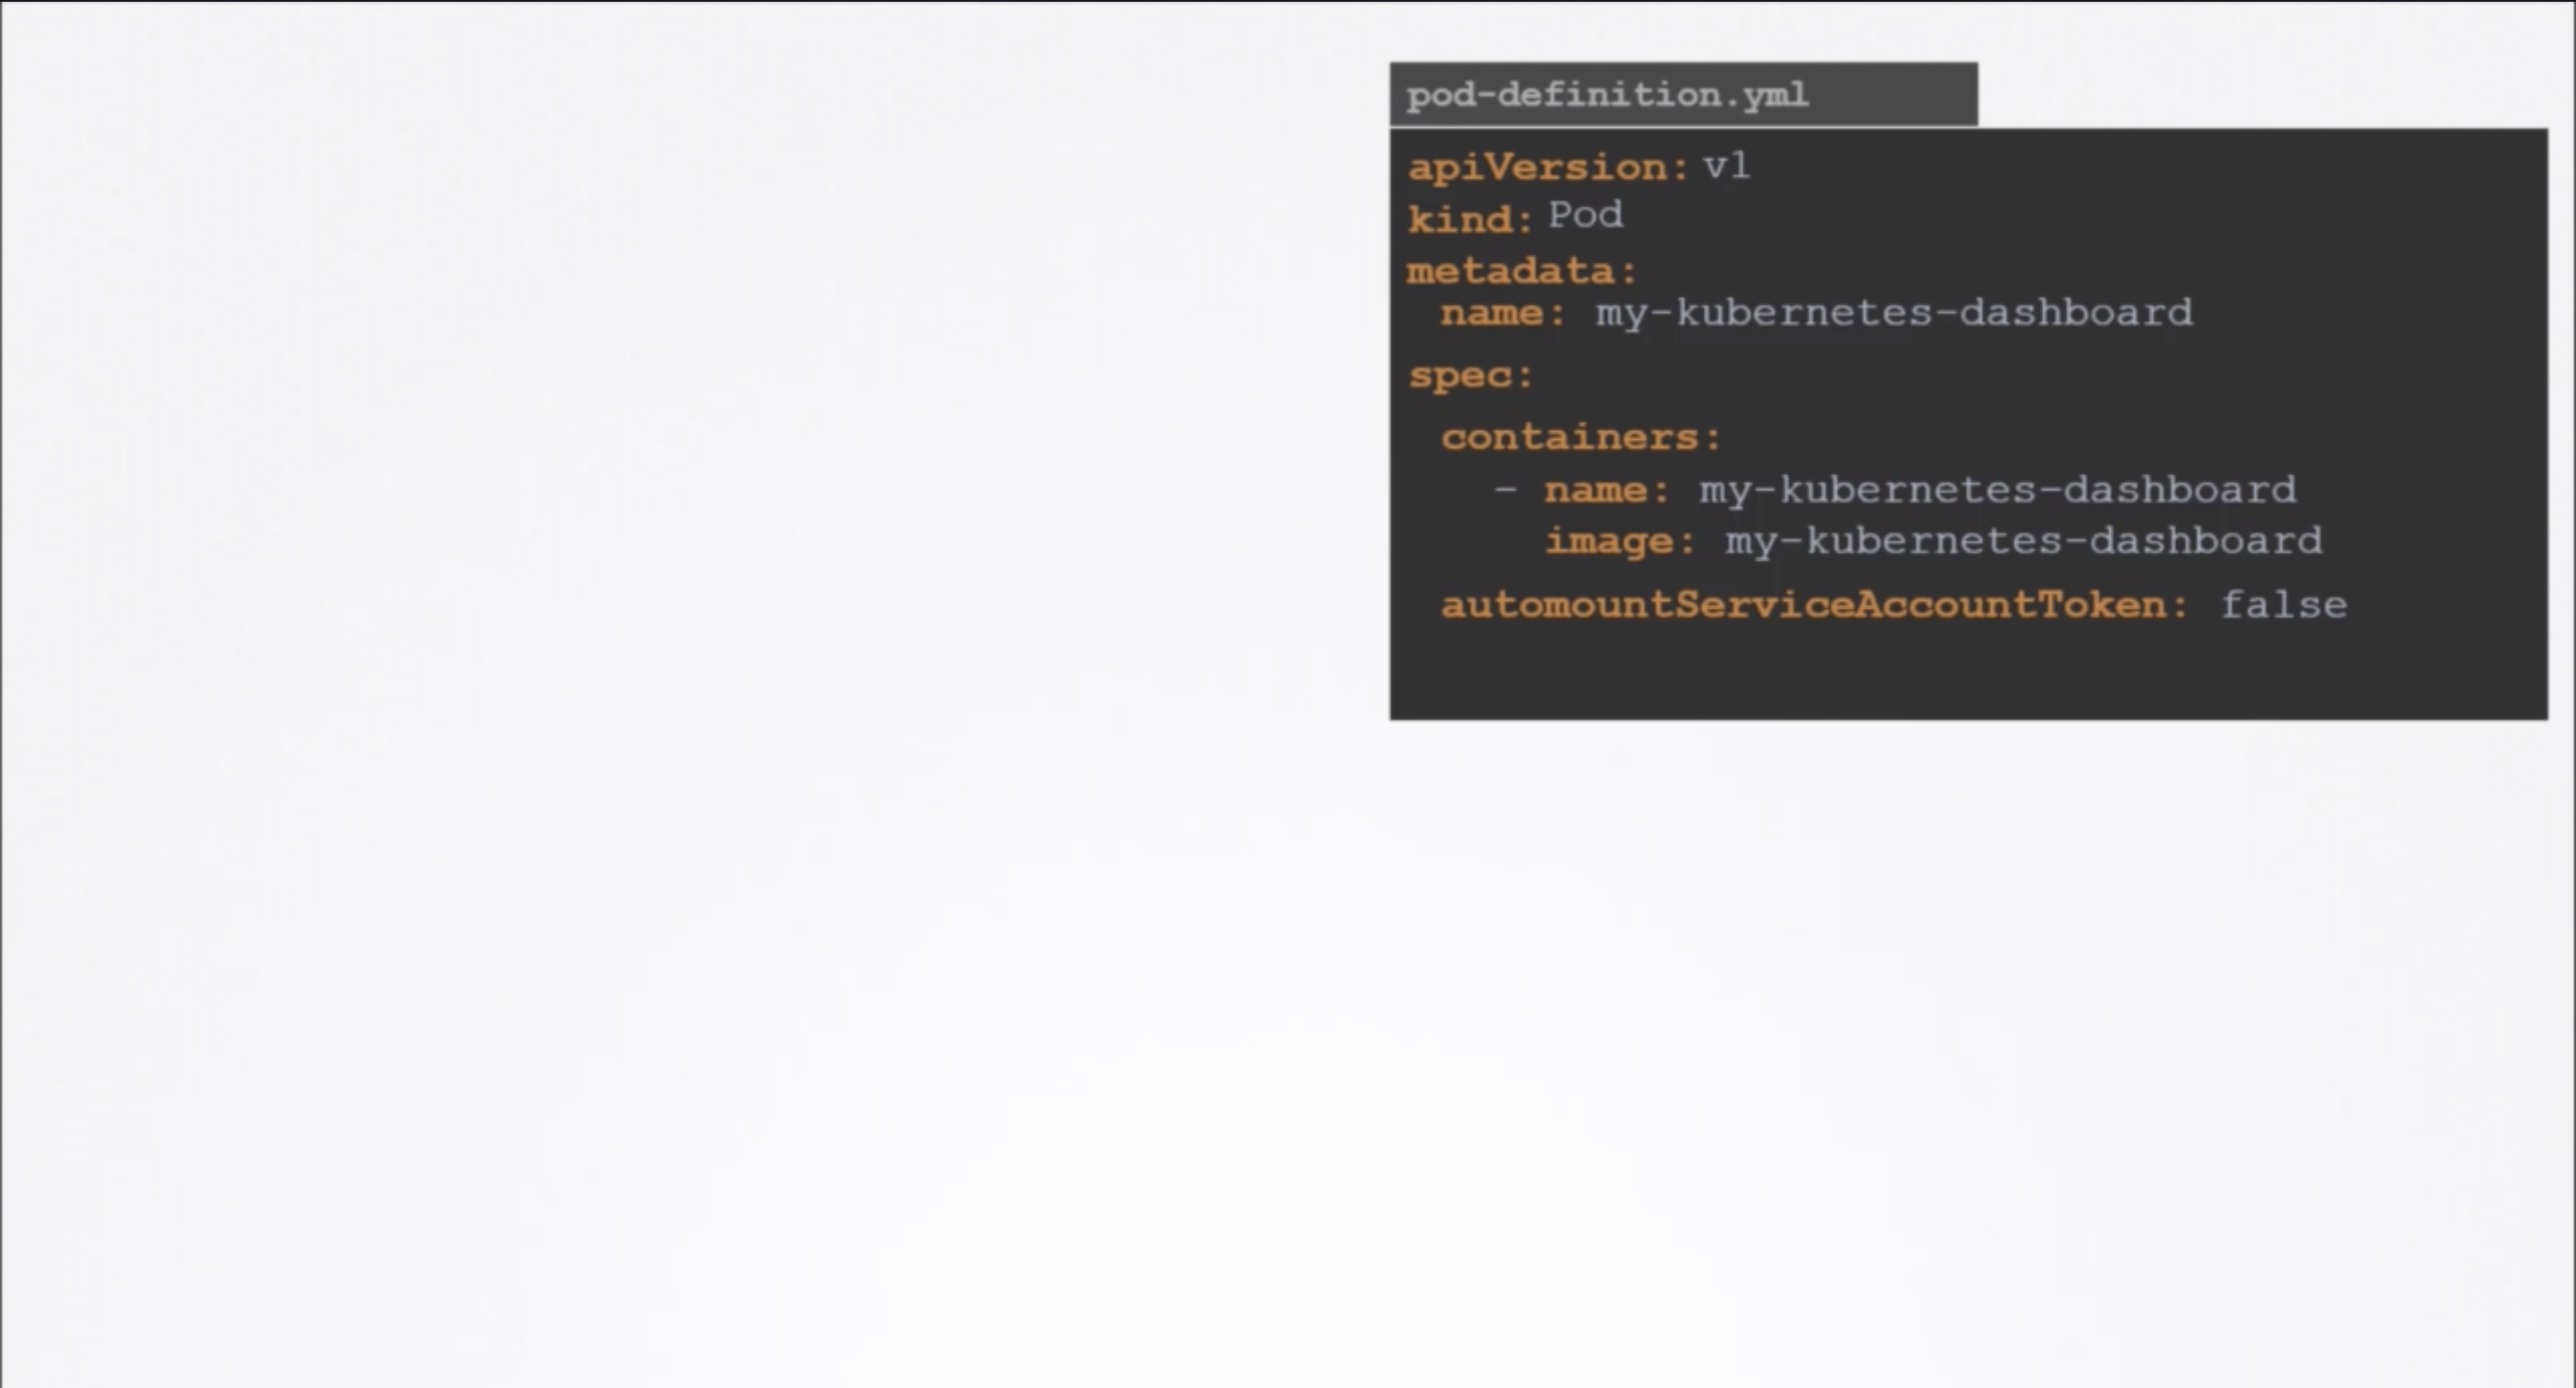 pod-definition.yml
apiVersion: v1
kind: Pod
metadata:
name: my-kubernetes-dashboard
spec:
containers:
- name: my-kubernetes-dashboard
image: my-kubernetes-dashboard
automountServiceAccountToken: false